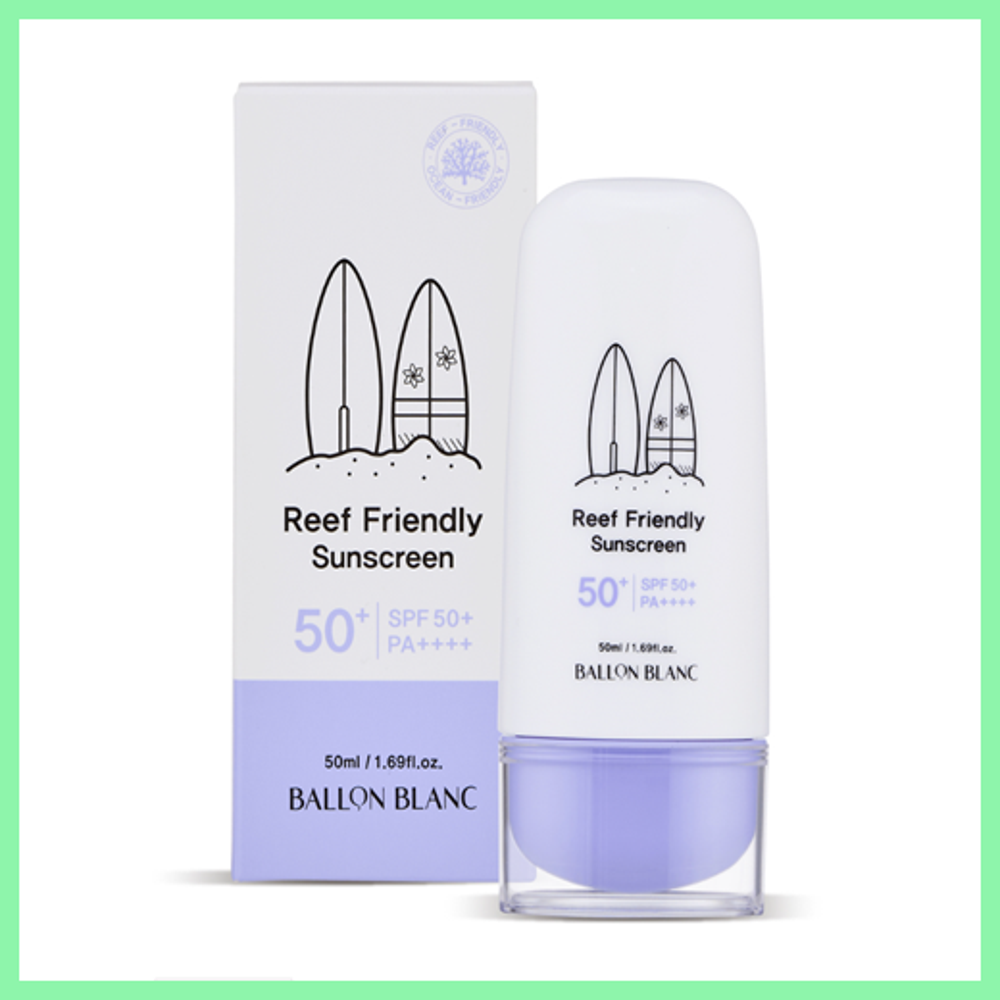 REEF - FRIENDLY
OCEAN - FRIENDLY
Reef Friendly
Sunscreen
50+
SPF 50+
PA++++
50ml / 1.69fl.oz.
BALLON BLANC
Reef Friendly
Sunscreen
50+
SPF 50+
PA++++
50ml / 1.69fl.oz.
BALLON BLANC